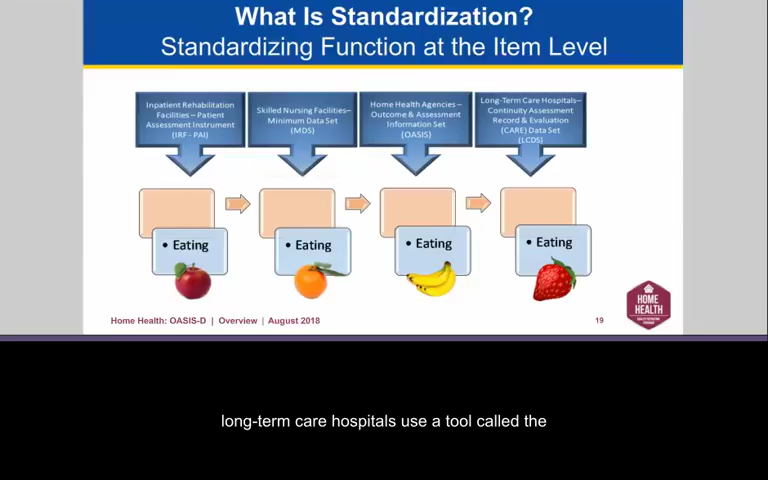 What Is Standardization?
Standardizing Function at the Item Level
Inpatient Rehabilitation
Facilities – Patient
Assessment Instrument
(IRF - PAI)
Skilled Nursing Facilities–
Minimum Data Set
(MDS)
Home Health Agencies –
Outcome & Assessment
Information Set
(OASIS)
Long-Term Care Hospitals–
Continuity Assessment
Record & Evaluation
(CARE) Data Set
(LCDS)
• Eating
• Eating
• Eating
• Eating
Home Health: OASIS-D | Overview | August 2018
19
HOME
HEALTH
long-term care hospitals use a tool called the